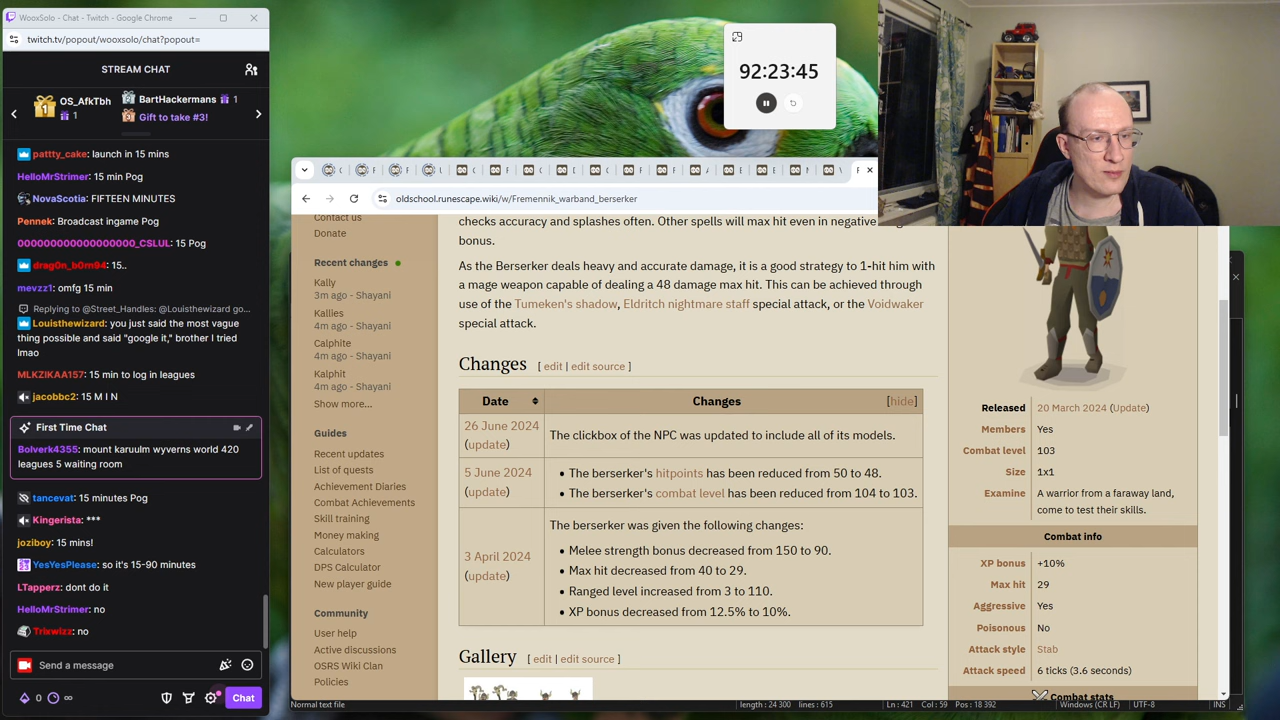 WooxSolo - Chat - Twitch - Google Chrome
twitch.tv/popout/wooxsolo/chat?popout=
STREAM CHAT
OS_AfkTbh
1
BartHackermans 1
Gift to take #3!
pattty_cake: launch in 15 mins
HelloMrStrimer: 15 min Pog
NovaScotia: FIFTEEN MINUTES
Pennek: Broadcast ingame Pog
000000000000000000_CSLUL: 15 Pog
drag0n_b0rn94: 15..
mevzz1: omfg 15 min
Replying to @Street_Handles: @Louisthewizard go...
Louisthewizard: you just said the most vague
thing possible and said "google it," brother I tried
lmao
MLKZIKAA157: 15 min to log in leagues
jacobbc2: 15 M I N
First Time Chat
Bolverk4355: mount karuulm wyverns world 420
leagues 5 waiting room
tancevat: 15 minutes Pog
Kingerista: ***
joziboy: 15 mins!
YesYesPlease: so it's 15-90 minutes
LTapperz: dont do it
HelloMrStrimer: no
Trixwizz: no
Send a message
0
∞
Chat
92:23:45
oldschool.runescape.wiki/w/Fremennik_warband_berserker
Contact us
Donate
Recent changes
Kally
3m ago - Shayani
Kallies
4m ago - Shayani
Calphite
4m ago - Shayani
Kalphit
4m ago - Shayani
Show more...
Guides
Recent updates
List of quests
Achievement Diaries
Combat Achievements
Skill training
Money making
Calculators
DPS Calculator
New player guide
Community
User help
Active discussions
OSRS Wiki Clan
Policies
checks accuracy and splashes often. Other spells will max hit even in negative
bonus.
As the Berserker deals heavy and accurate damage, it is a good strategy to 1-hit him with
a mage weapon capable of dealing a 48 damage max hit. This can be achieved through
use of the Tumeken's shadow, Eldritch nightmare staff special attack, or the Voidwaker
special attack.
Changes [ edit | edit source ]
Date Changes [hide]
26 June 2024
(update)
The clickbox of the NPC was updated to include all of its models.
5 June 2024
(update)
• The berserker's hitpoints has been reduced from 50 to 48.
• The berserker's combat level has been reduced from 104 to 103.
3 April 2024
(update)
The berserker was given the following changes:
• Melee strength bonus decreased from 150 to 90.
• Max hit decreased from 40 to 29.
• Ranged level increased from 3 to 110.
• XP bonus decreased from 12.5% to 10%.
Gallery [ edit | edit source ]
Released 20 March 2024 (Update)
Members Yes
Combat level 103
Size 1x1
Examine A warrior from a faraway land,
come to test their skills.
Combat info
XP bonus +10%
Max hit 29
Aggressive Yes
Poisonous No
Attack style Stab
Attack speed 6 ticks (3.6 seconds)
Combat stats
Normal text file
length : 24 300 lines : 615
Ln : 421 Col : 59 Pos : 18 392
Windows (CR LF)
UTF-8
INS